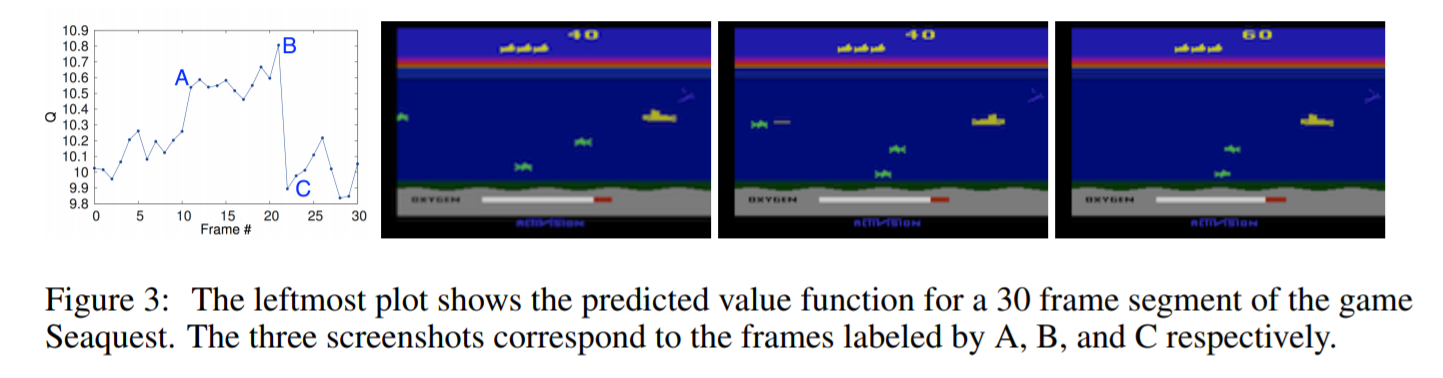 10.9
10.8
10.7
10.6
10.5
10.4
10.3
10.2
10.1
10
9.9
9.8
Q
A
B
C
0 5 10 15 20 25 30
Frame #
40
OXYGEN
ACTIVISION
40
OXYGEN
ACTIVISION
60
OXYGEN
ACTIVISION
Figure 3: The leftmost plot shows the predicted value function for a 30 frame segment of the game
Seaquest. The three screenshots correspond to the frames labeled by A, B, and C respectively.